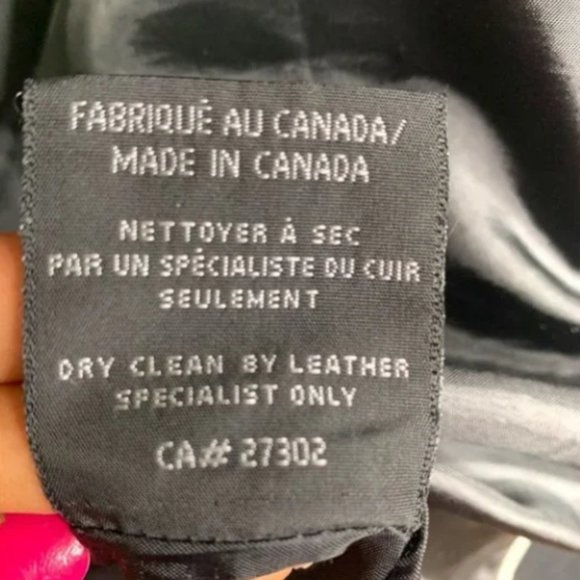 FABRIQUÉ AU CANADA/
MADE IN CANADA
NETTOYER À SEC
PAR UN SPÉCIALISTE DU CUIR
SEULEMENT
DRY CLEAN BY LEATHER
SPECIALIST ONLY
CA# 27302